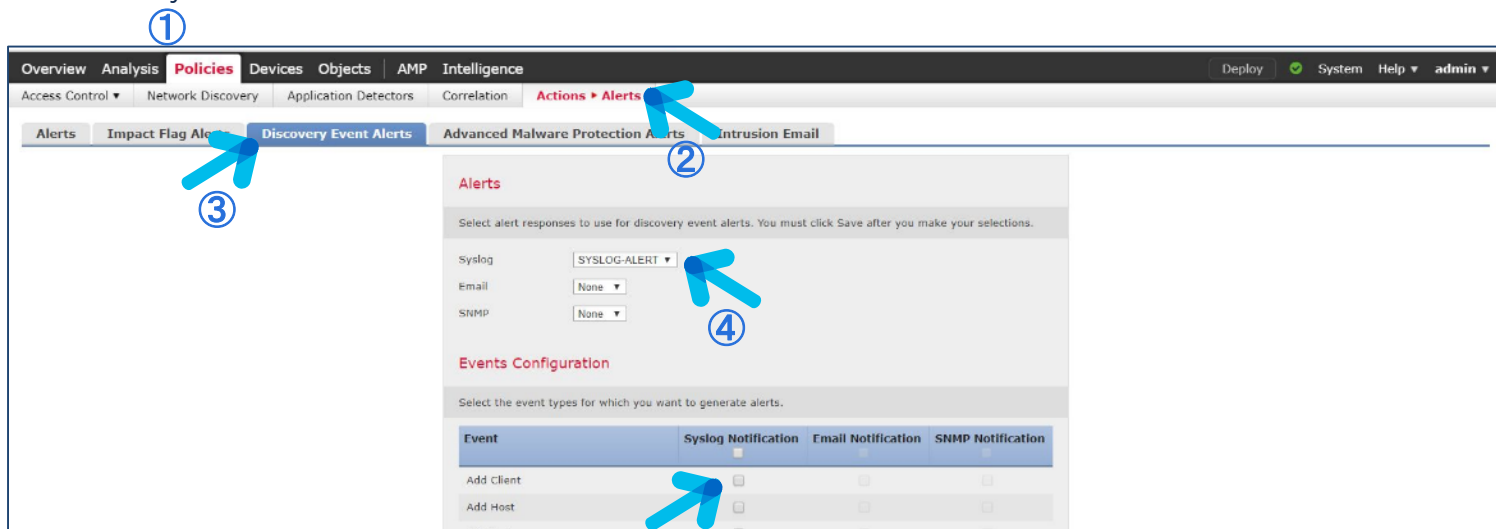 ①
Overview Analysis Policies Devices Objects AMP Intelligence Deploy System Help ▾ admin ▾
Access Control ▾ Network Discovery Application Detectors Correlation Actions ▸ Alerts
Alerts Impact Flag Alerts Discovery Event Alerts Advanced Malware Protection Alerts Intrusion Email
②
③
Alerts
Select alert responses to use for discovery event alerts. You must click Save after you make your selections.
Syslog SYSLOG-ALERT ▾
Email None ▾
SNMP None ▾
④
Events Configuration
Select the event types for which you want to generate alerts.
Event Syslog Notification Email Notification SNMP Notification
Add Client
Add Host